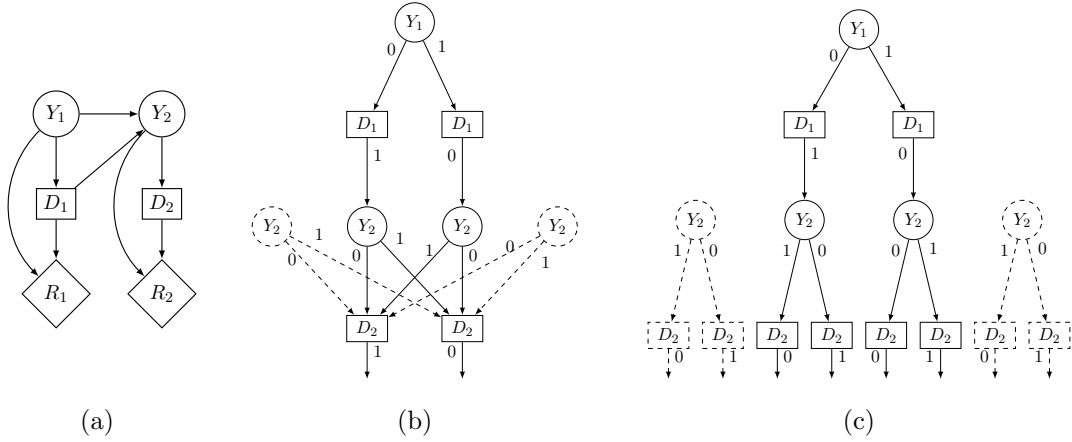 Y₁ Y₂
D₁ D₂
R₁ R₂
(a)
Y₁
0 1
D₁ D₁
1 0
Y₂ Y₂ Y₂ Y₂
0 1 0 1 1 0 0 1
D₂ D₂
1 0
(b)
Y₁
0 1
D₁ D₁
1 0
Y₂ Y₂ Y₂ Y₂
1 0 1 0 0 1 1 0
D₂ D₂ D₂ D₂ D₂ D₂ D₂ D₂
0 1 0 1 0 1 0 1
(c)